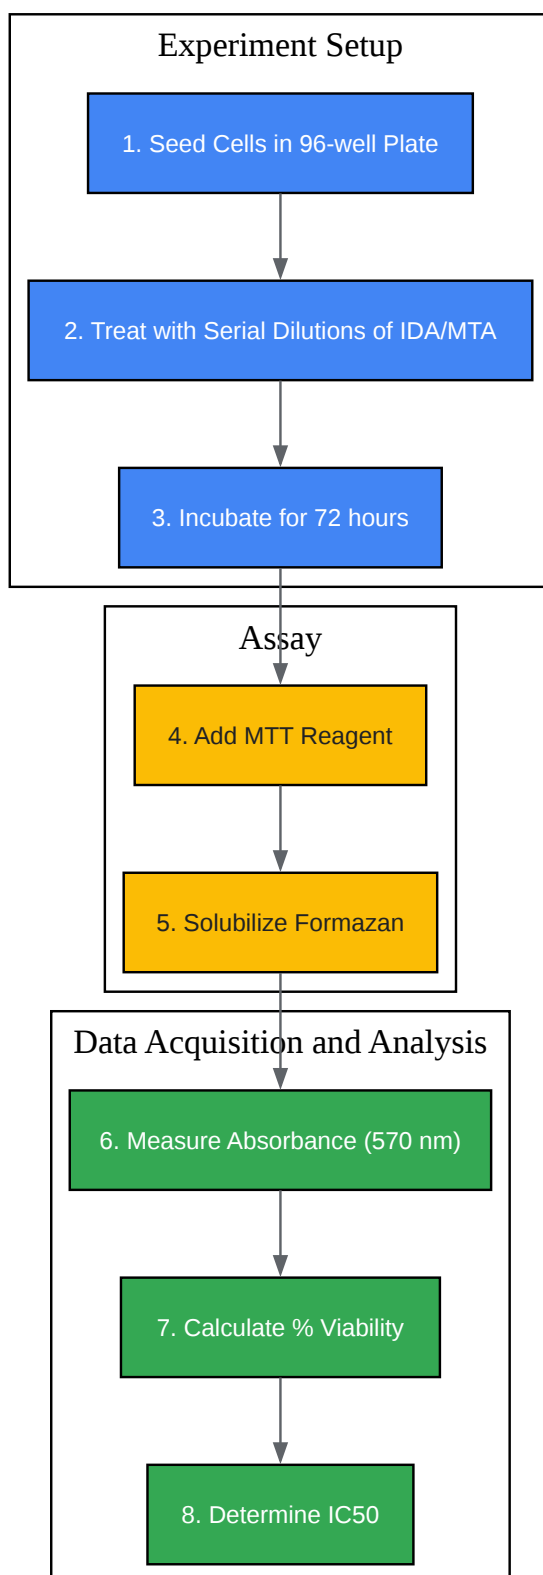 Experiment Setup
1. Seed Cells in 96-well Plate
2. Treat with Serial Dilutions of IDA/MTA
3. Incubate for 72 hours
Assay
4. Add MTT Reagent
5. Solubilize Formazan
Data Acquisition and Analysis
6. Measure Absorbance (570 nm)
7. Calculate % Viability
8. Determine IC50